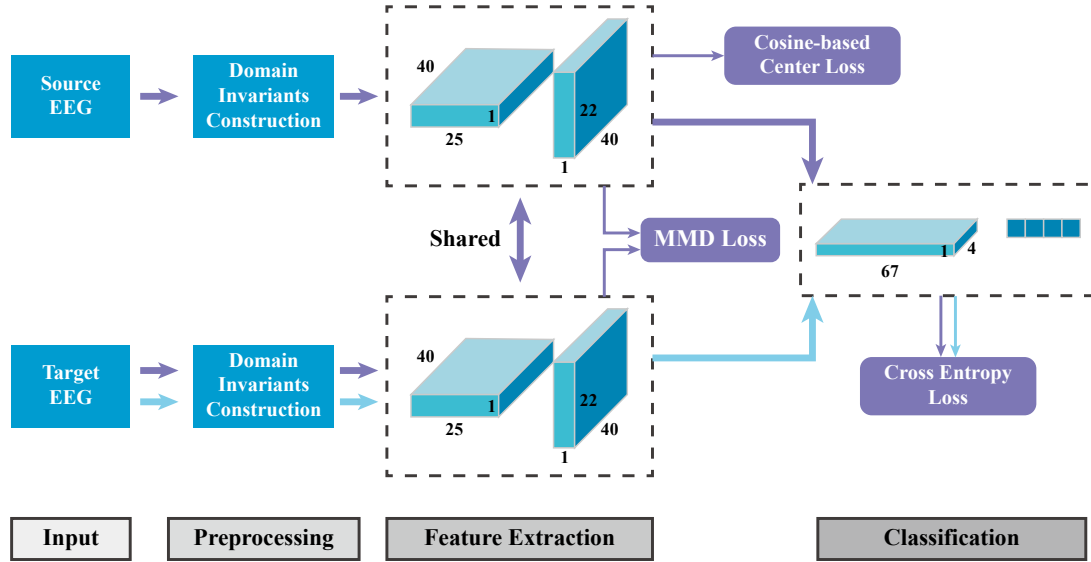 Source
EEG
Domain
Invariants
Construction
40
1
25
22
40
1
Cosine-based
Center Loss
Shared
MMD Loss
1
4
67
Target
EEG
Domain
Invariants
Construction
40
1
25
22
40
1
Cross Entropy
Loss
Input
Preprocessing
Feature Extraction
Classification